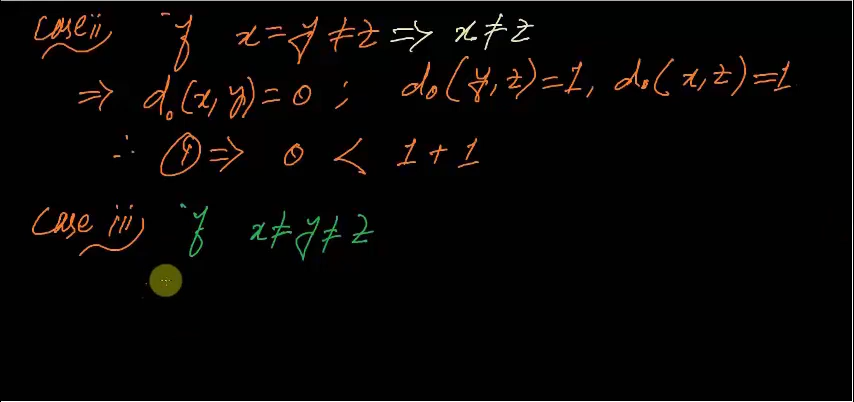 Case ii, If x = y ≠ z => x ≠ z
=> d₀(x, y) = 0 ; d₀(y, z) = 1, d₀(x, z) = 1
∴ ① => 0 < 1 + 1
Case iii, If x ≠ y ≠ z